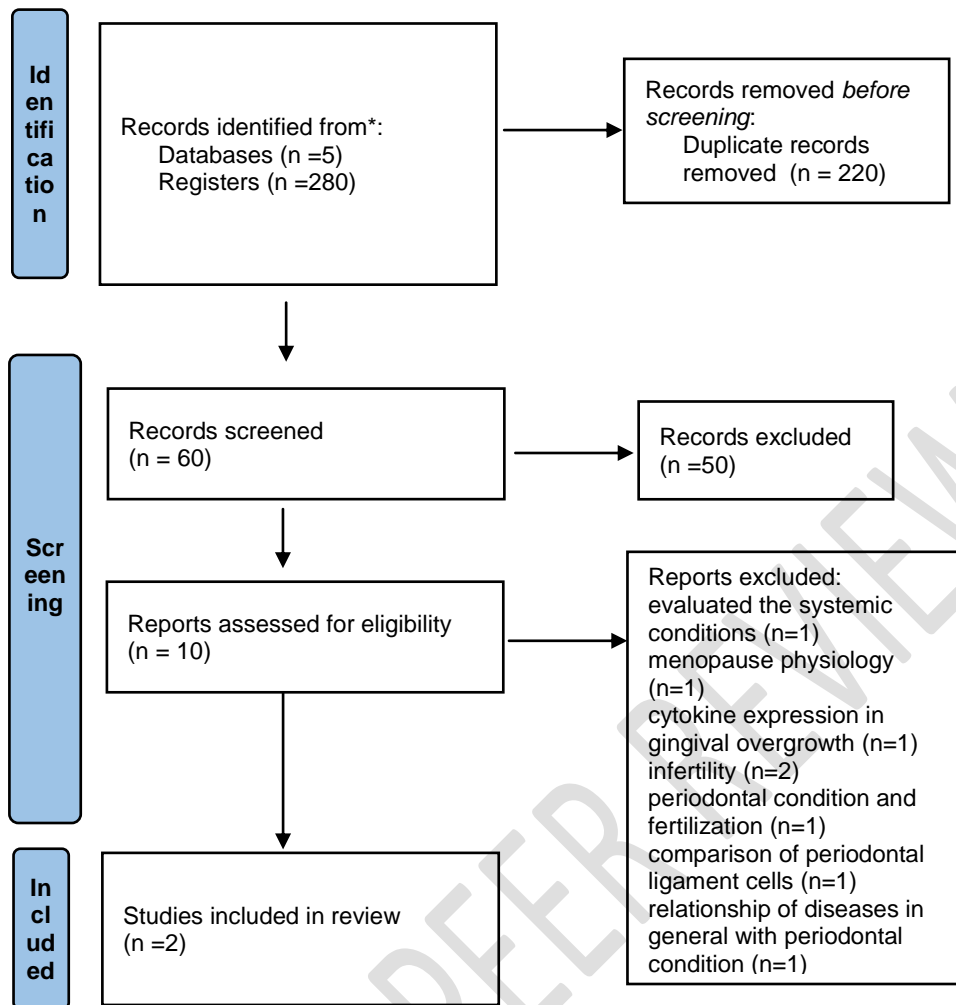 Id
en
tifi
ca
tio
n
Records identified from*:
Databases (n =5)
Registers (n =280)
Records removed before
screening:
Duplicate records
removed (n = 220)
Scr
een
ing
Records screened
(n = 60)
Records excluded
(n =50)
Reports assessed for eligibility
(n = 10)
Reports excluded:
evaluated the systemic
conditions (n=1)
menopause physiology
(n=1)
cytokine expression in
gingival overgrowth (n=1)
infertility (n=2)
periodontal condition and
fertilization (n=1)
comparison of periodontal
ligament cells (n=1)
relationship of diseases in
general with periodontal
condition (n=1)
In
cl
ud
ed
Studies included in review
(n =2)
PEER REVIEW